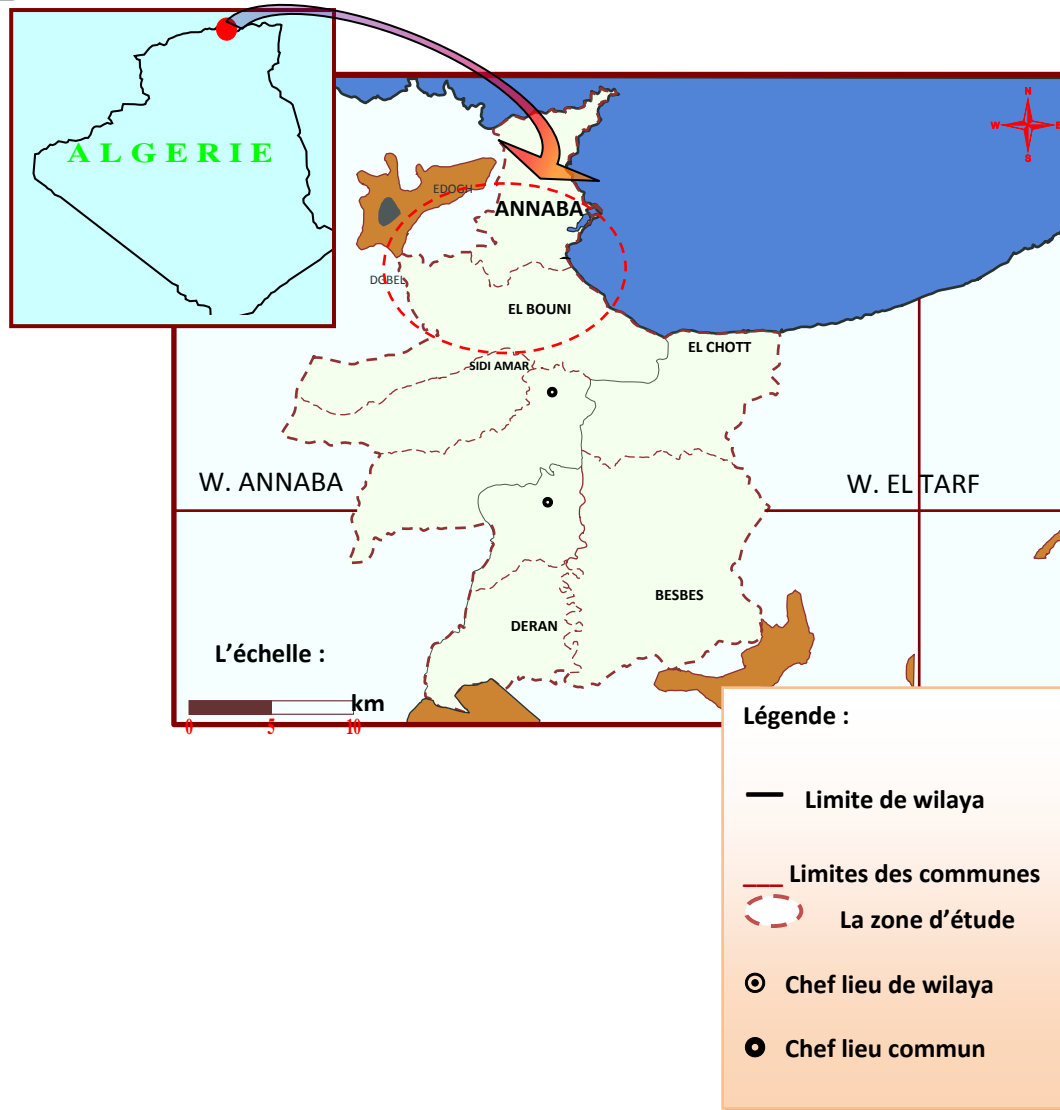 ALGERIE
N
W E
S
EDOGH
ANNABA
DGBEL
EL BOUNI
EL CHOTT
SIDI AMAR
W. ANNABA
W. EL TARF
BESBES
DERAN
L'échelle :
km
0 5 10
Légende :
Limite de wilaya
Limites des communes
La zone d'étude
Chef lieu de wilaya
Chef lieu commun